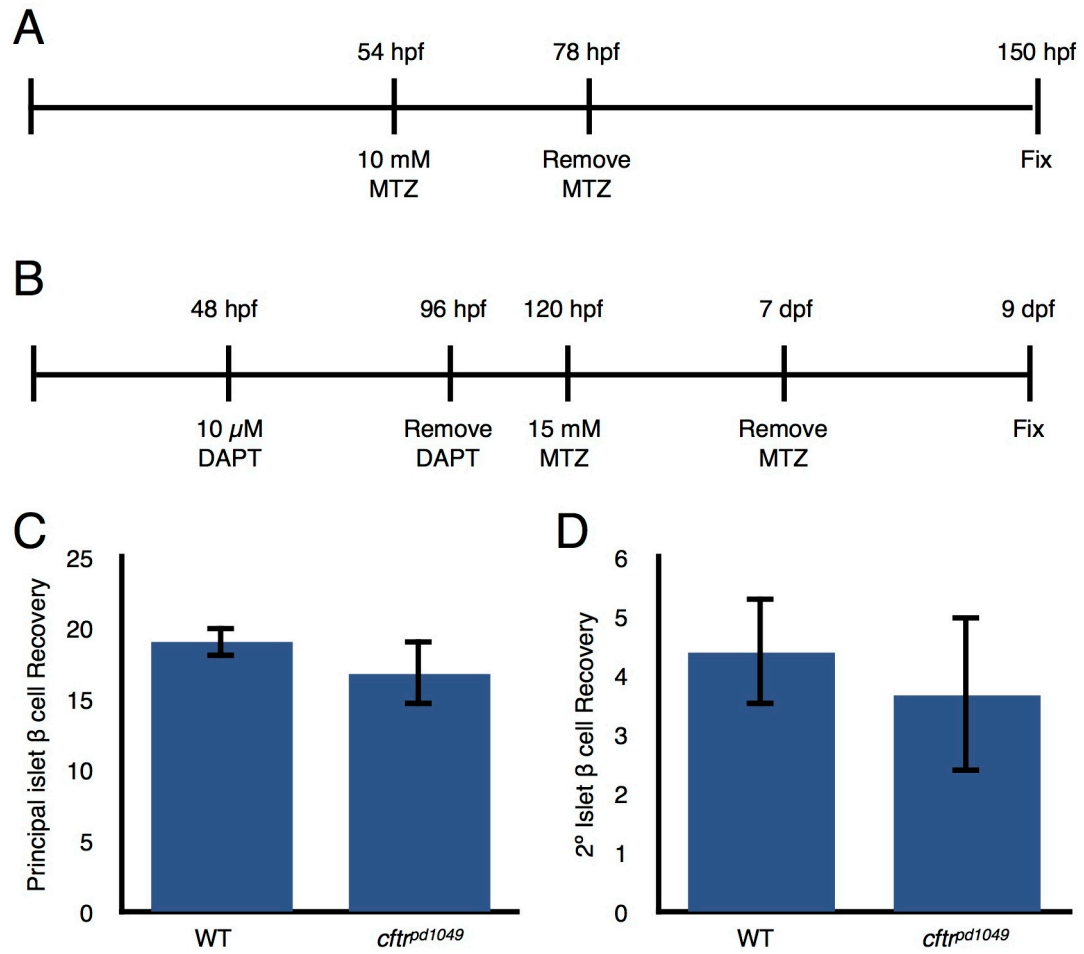 A
54 hpf
78 hpf
150 hpf
10 mM
MTZ
Remove
MTZ
Fix
B
48 hpf
96 hpf
120 hpf
7 dpf
9 dpf
10 µM
DAPT
Remove
DAPT
15 mM
MTZ
Remove
MTZ
Fix
C
Principal islet β cell Recovery
25
20
15
10
5
0
WT
cftrpd1049
D
2º Islet β cell Recovery
6
5
4
3
2
1
0
WT
cftrpd1049